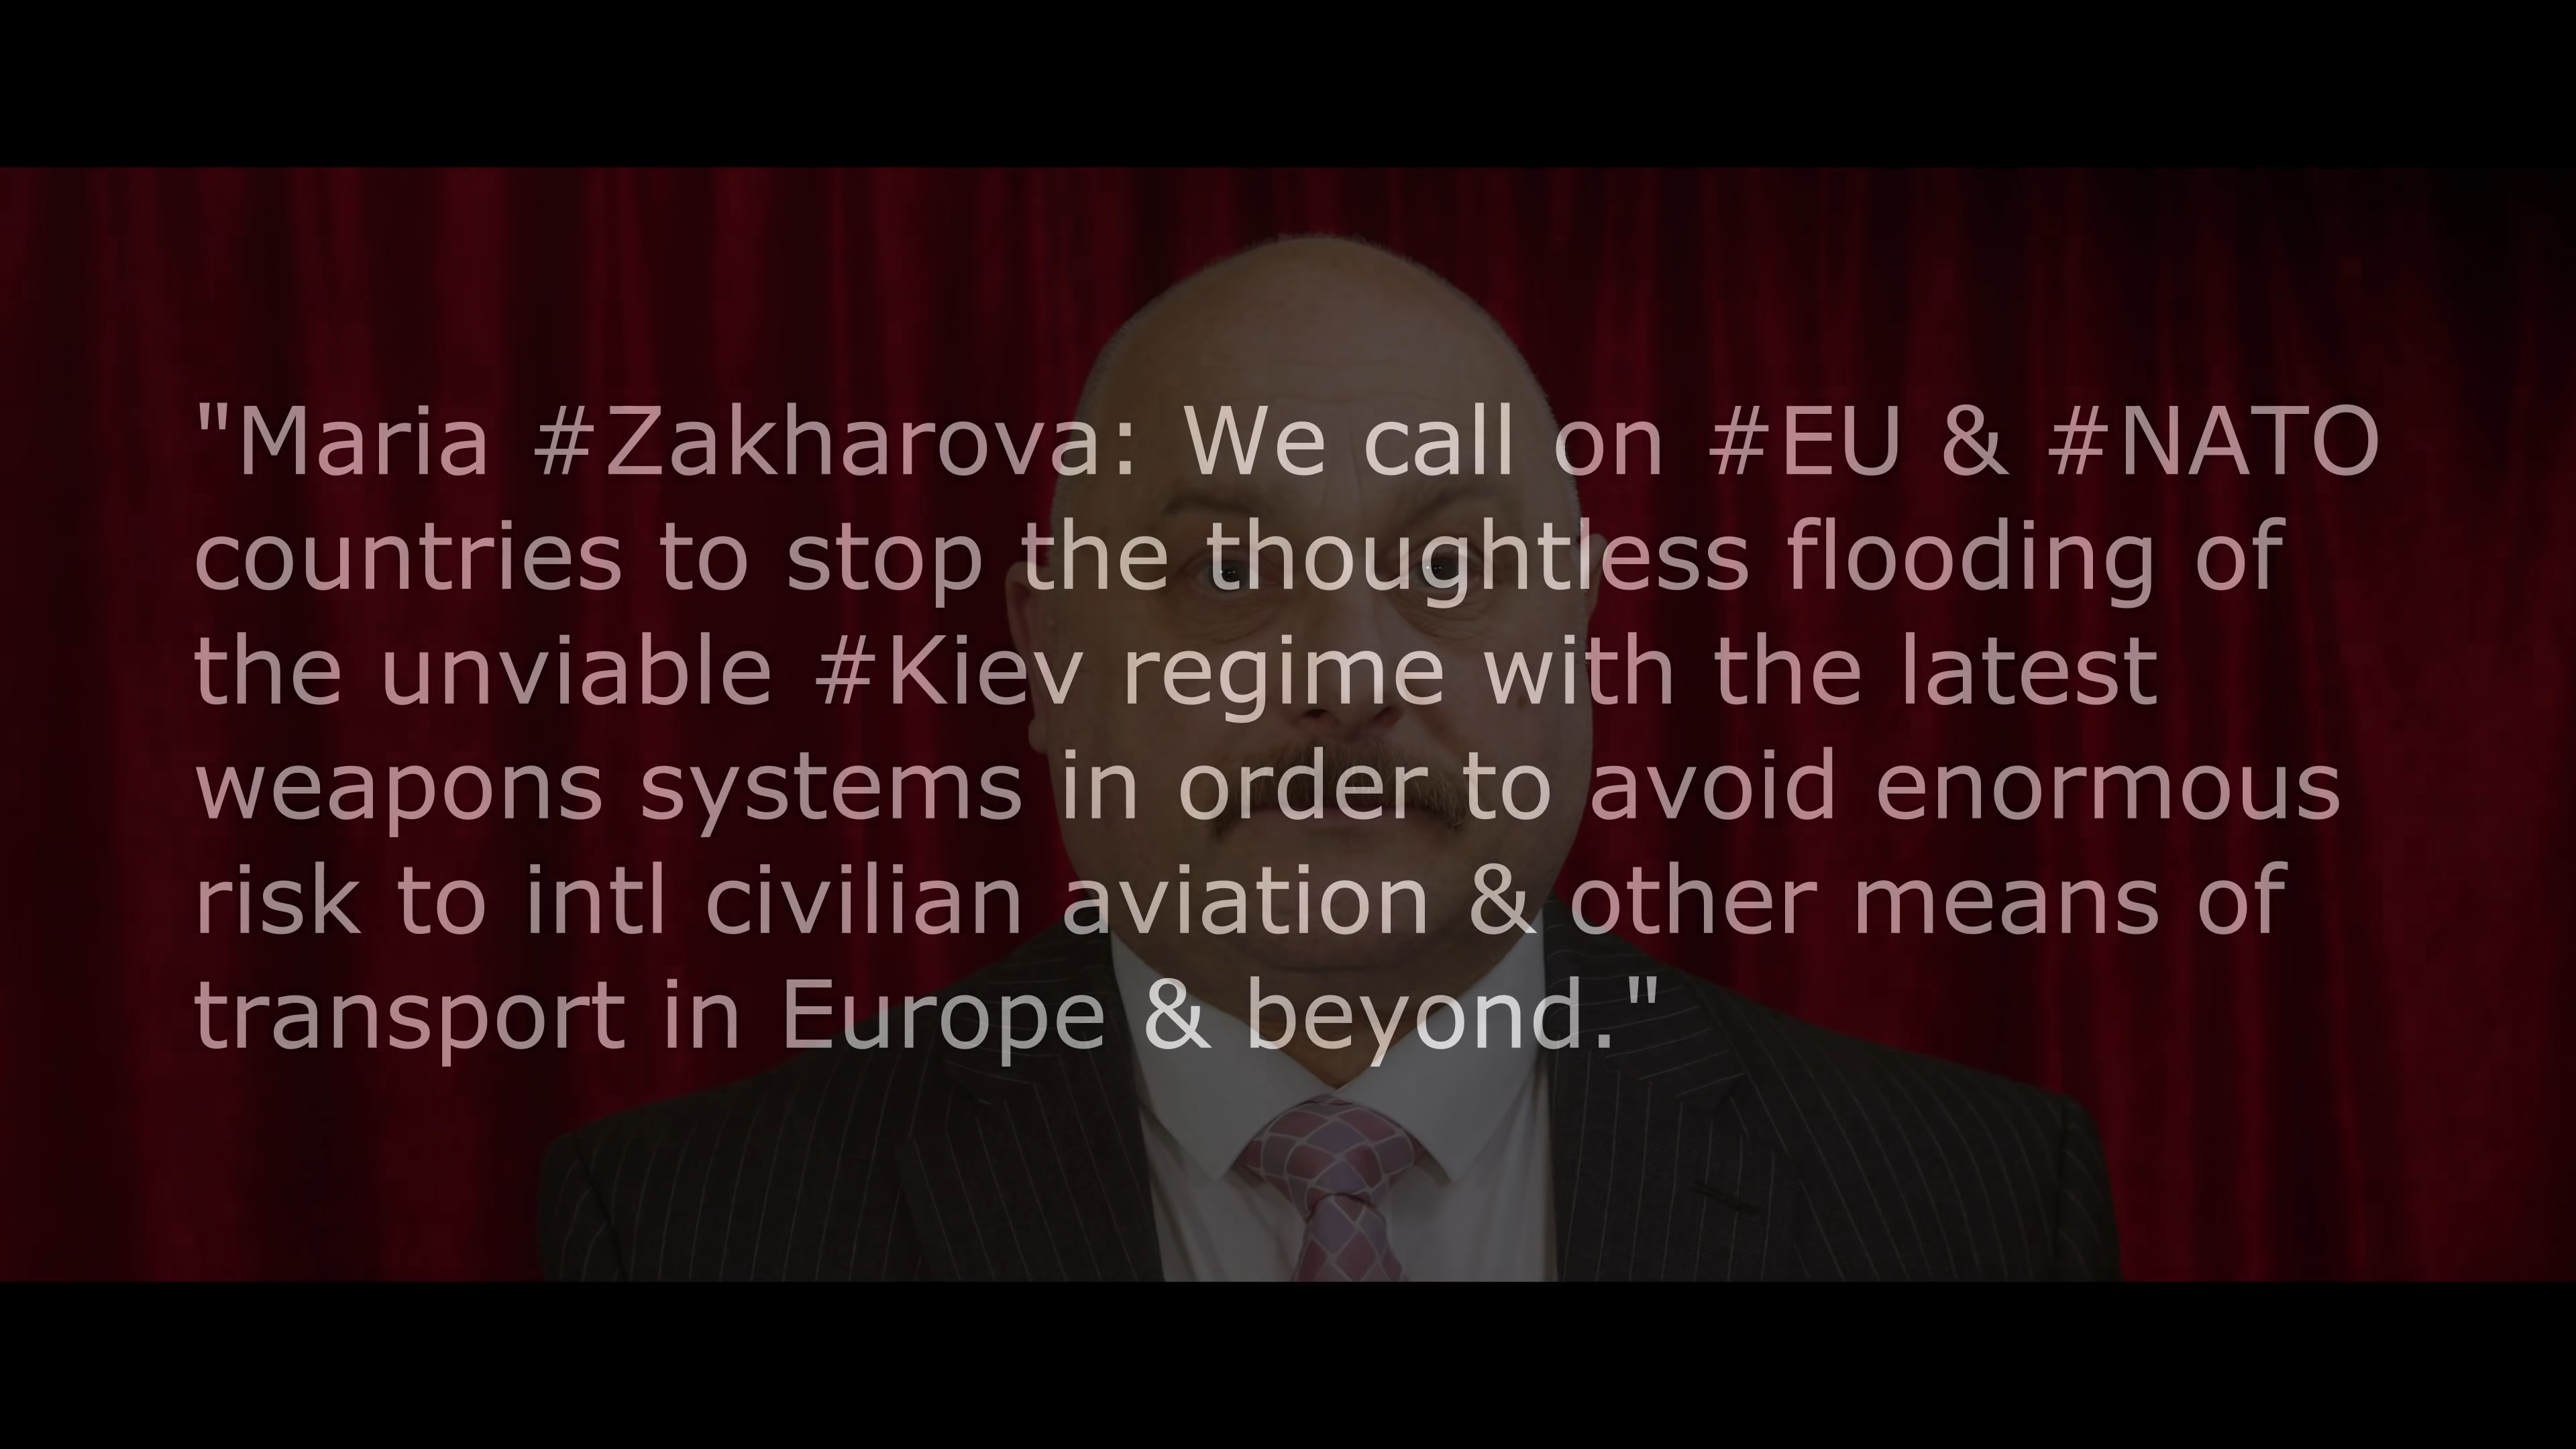 "Maria #Zakharova: We call on #EU & #NATO
countries to stop the thoughtless flooding of
the unviable #Kiev regime with the latest
weapons systems in order to avoid enormous
risk to intl civilian aviation & other means of
transport in Europe & beyond."